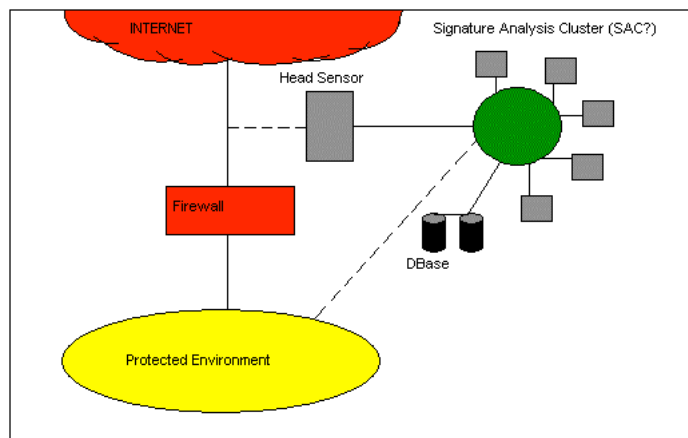 INTERNET
Signature Analysis Cluster (SAC?)
Head Sensor
Firewall
DBase
Protected Environment